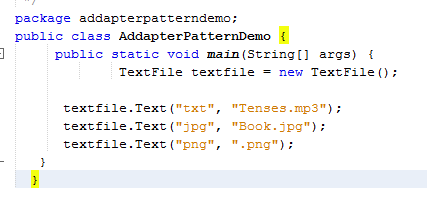 */
package addapterpatterndemo;
public class AddapterPatternDemo {
public static void main(String[] args) {
TextFile textfile = new TextFile();
textfile.Text("txt", "Tenses.mp3");
textfile.Text("jpg", "Book.jpg");
textfile.Text("png", ".png");
}
}